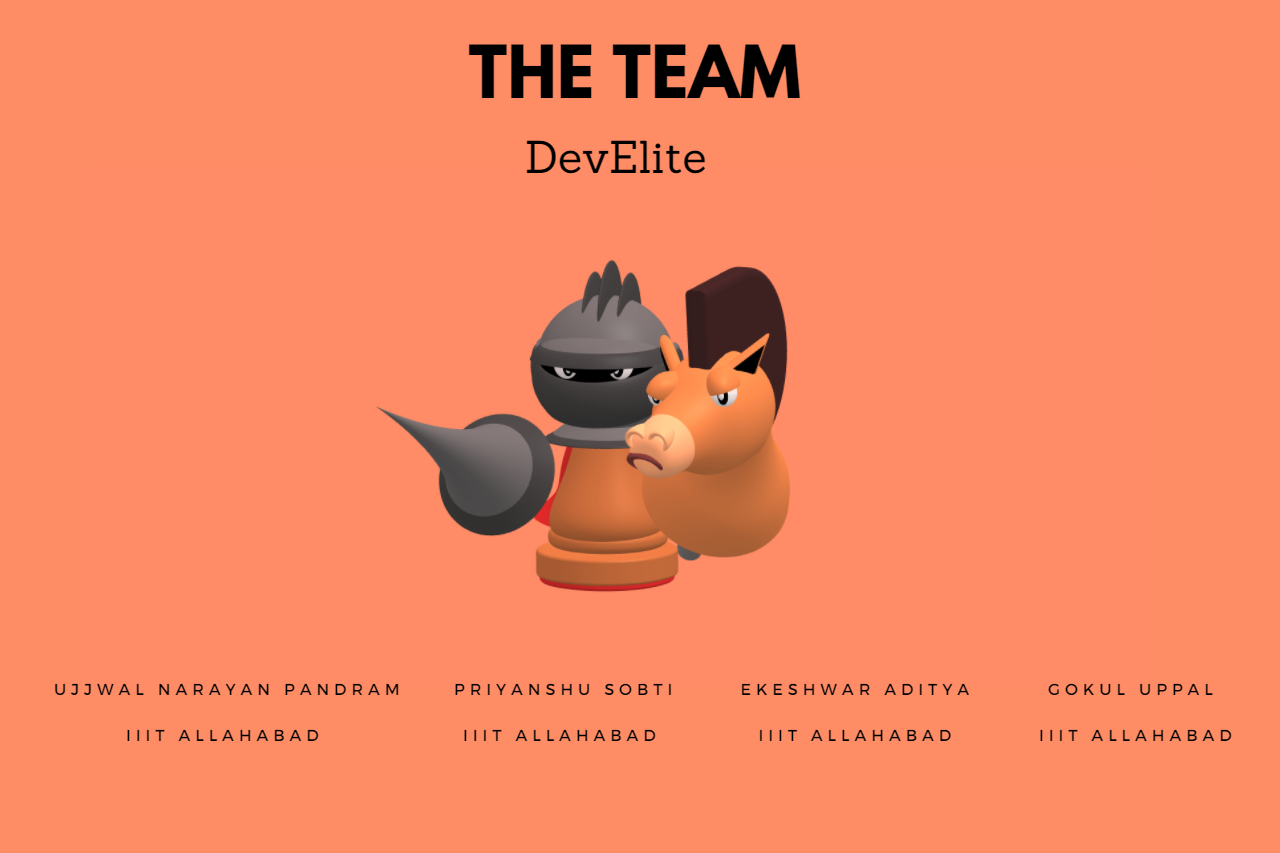 THE TEAM
DevElite
UJJWAL NARAYAN PANDRAM
IIIT ALLAHABAD
PRIYANSHU SOBTI
IIIT ALLAHABAD
EKESHWAR ADITYA
IIIT ALLAHABAD
GOKUL UPPAL
IIIT ALLAHABAD